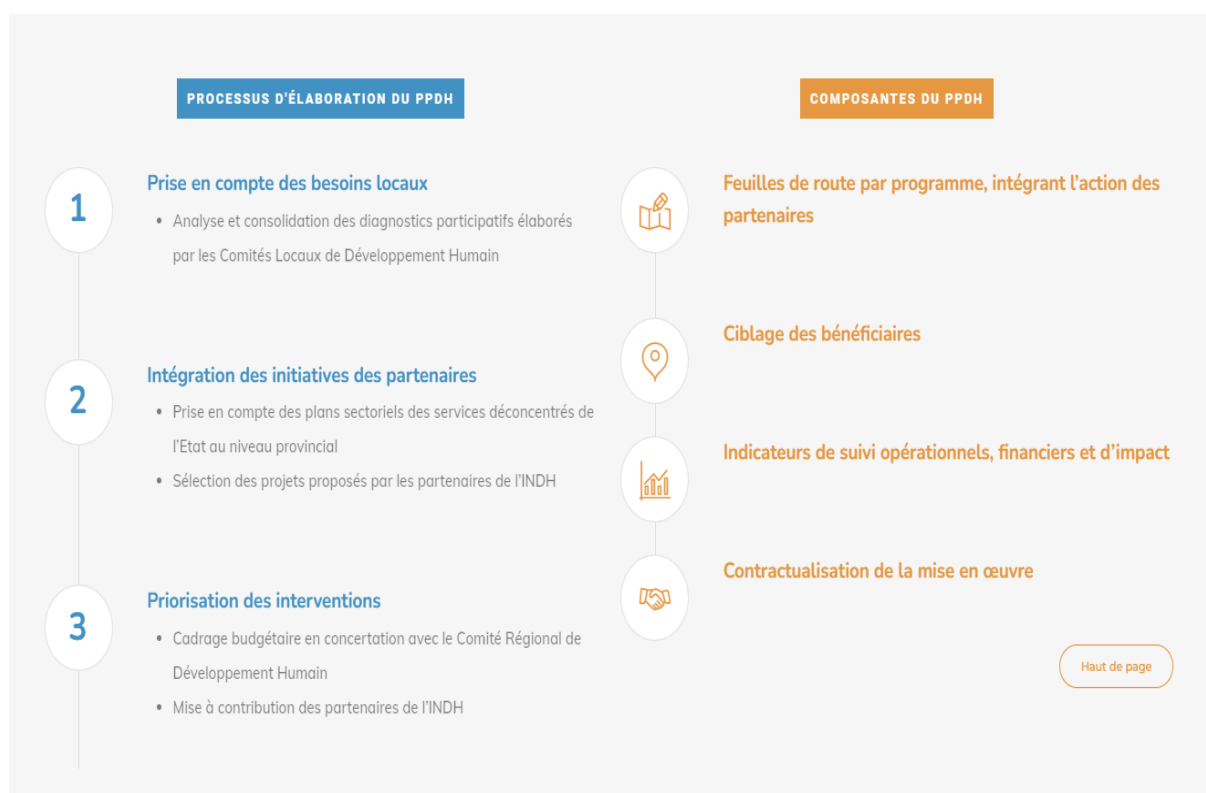 PROCESSUS D'ÉLABORATION DU PPDH
1
Prise en compte des besoins locaux
• Analyse et consolidation des diagnostics participatifs élaborés
par les Comités Locaux de Développement Humain
2
Intégration des initiatives des partenaires
• Prise en compte des plans sectoriels des services déconcentrés de
l'Etat au niveau provincial
• Sélection des projets proposés par les partenaires de l'INDH
3
Priorisation des interventions
• Cadrage budgétaire en concertation avec le Comité Régional de
Développement Humain
• Mise à contribution des partenaires de l'INDH
COMPOSANTES DU PPDH
Feuilles de route par programme, intégrant l'action des
partenaires
Ciblage des bénéficiaires
Indicateurs de suivi opérationnels, financiers et d'impact
Contractualisation de la mise en œuvre
Haut de page